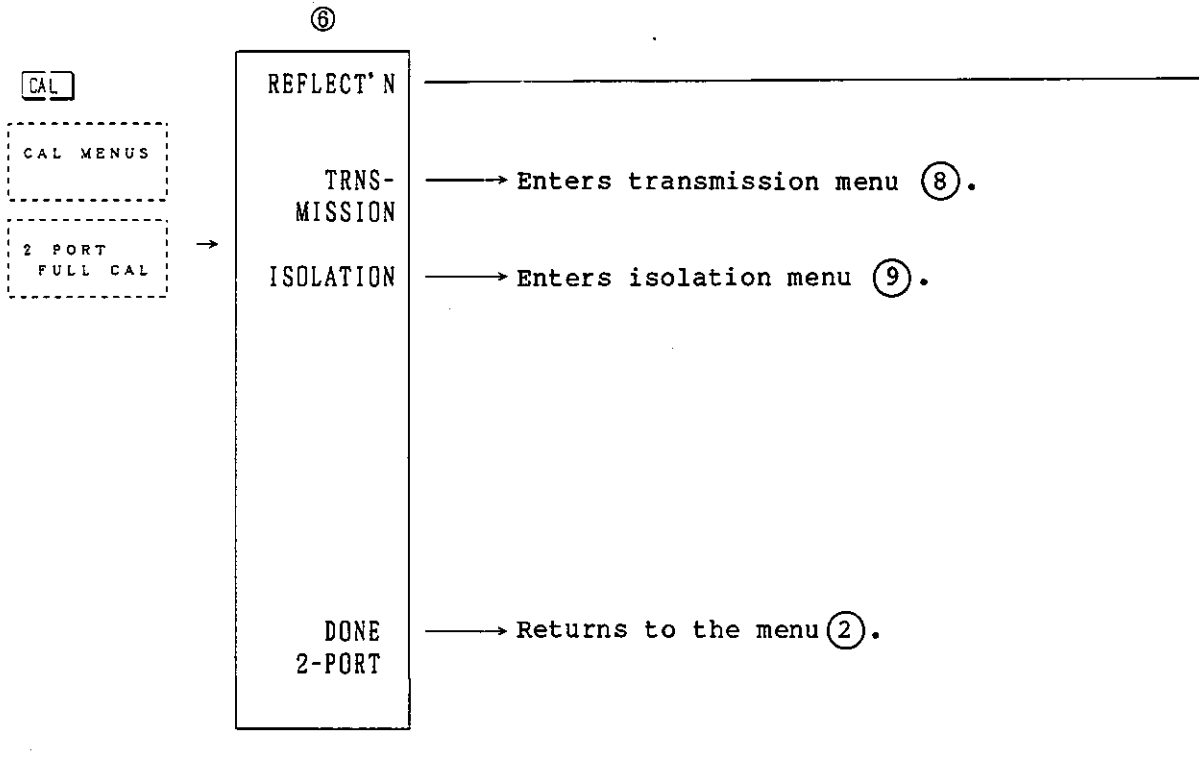 ⑥
CAL
CAL MENUS
2 PORT
FULL CAL
→
REFLECT'N
TRNS-
MISSION
→ Enters transmission menu ⑧.
ISOLATION → Enters isolation menu ⑨.
DONE
2-PORT
→ Returns to the menu ②.